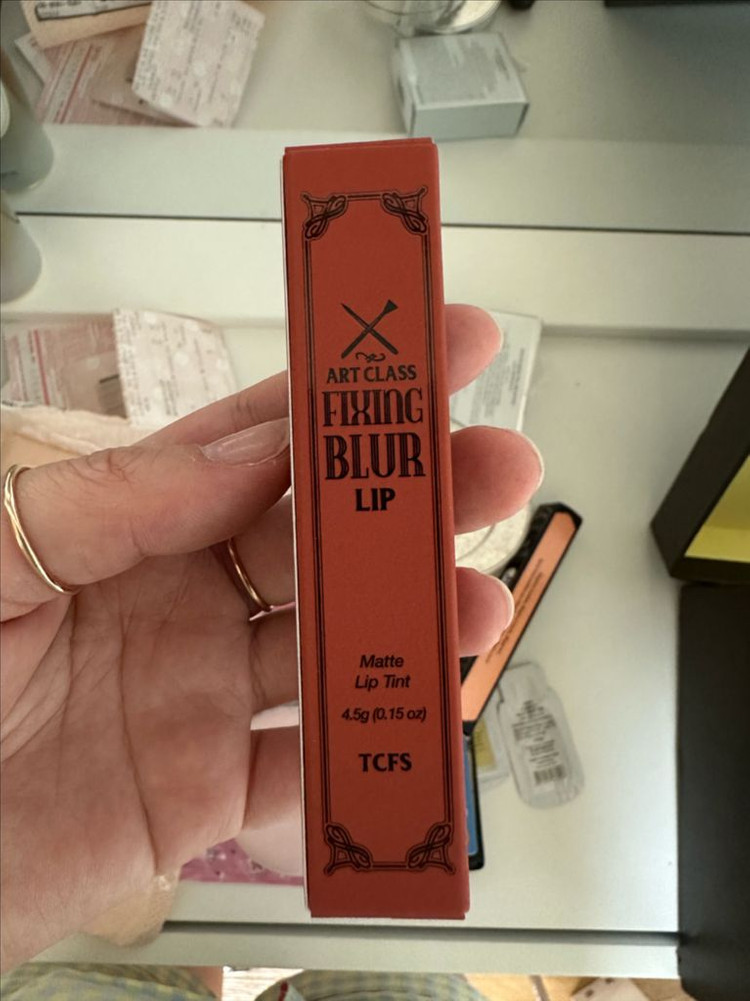 ART CLASS
FIXING
BLUR
LIP
Matte
Lip Tint
4.5g (0.15 oz)
TCFS